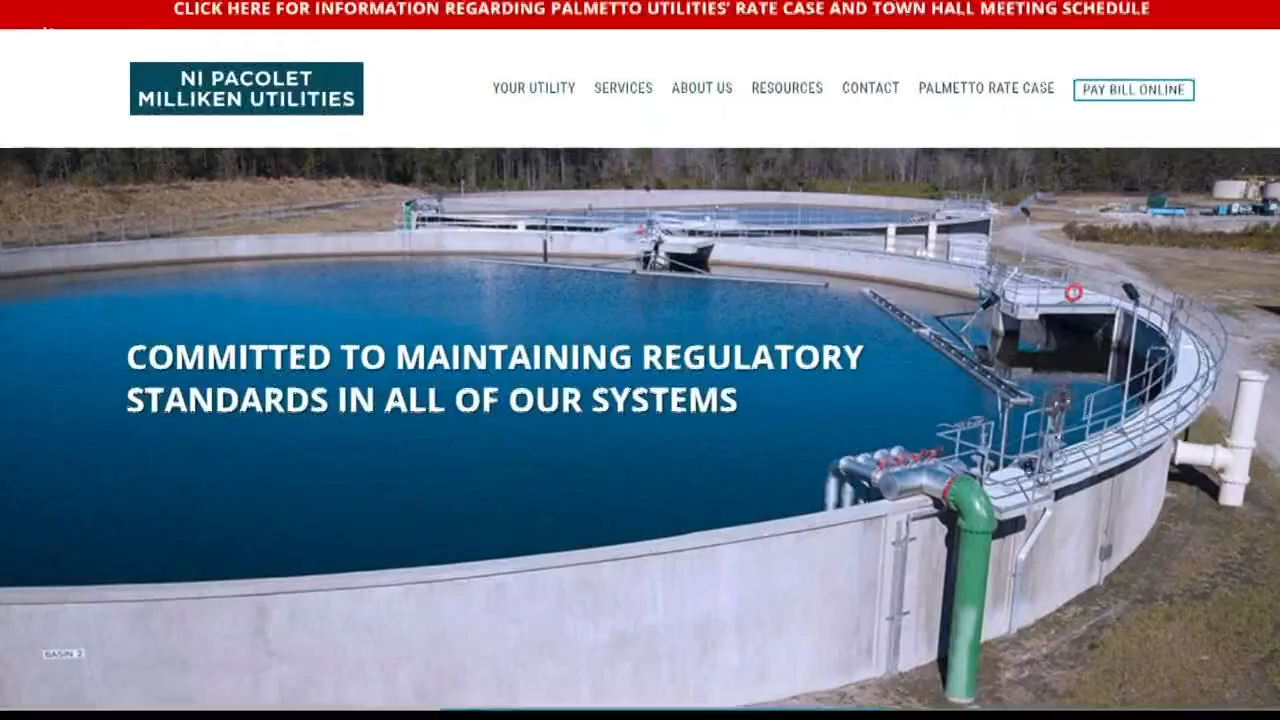 CLICK HERE FOR INFORMATION REGARDING PALMETTO UTILITIES' RATE CASE AND TOWN HALL MEETING SCHEDULE
NI PACOLET
MILLIKEN UTILITIES
YOUR UTILITY SERVICES ABOUT US RESOURCES CONTACT PALMETTO RATE CASE PAY BILL ONLINE
COMMITTED TO MAINTAINING REGULATORY
STANDARDS IN ALL OF OUR SYSTEMS
BASIN 2